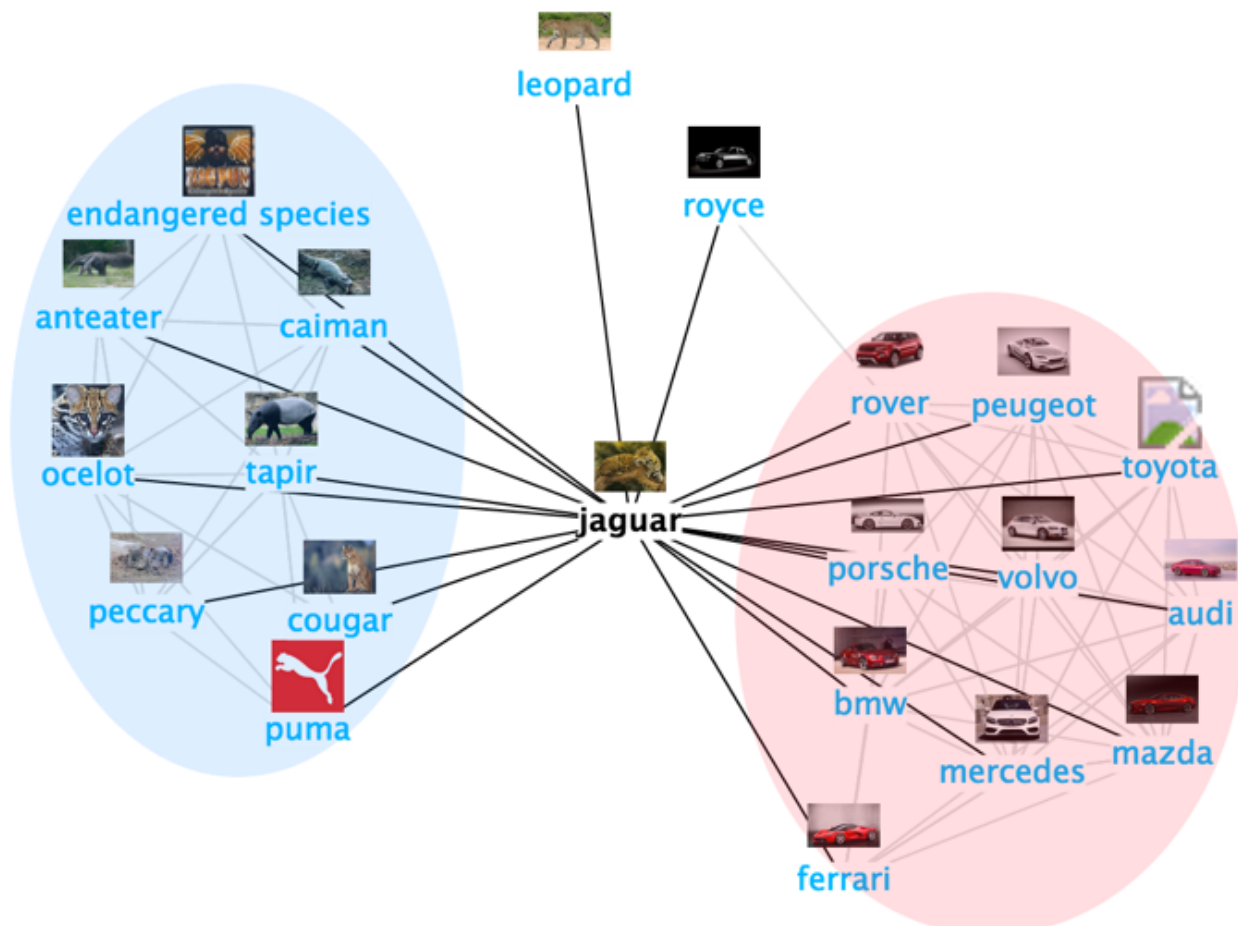 leopard
royce
endangered species
anteater
caiman
ocelot
tapir
peccary
cougar
puma
jaguar
rover
peugeot
toyota
porsche
volvo
audi
bmw
mercedes
mazda
ferrari